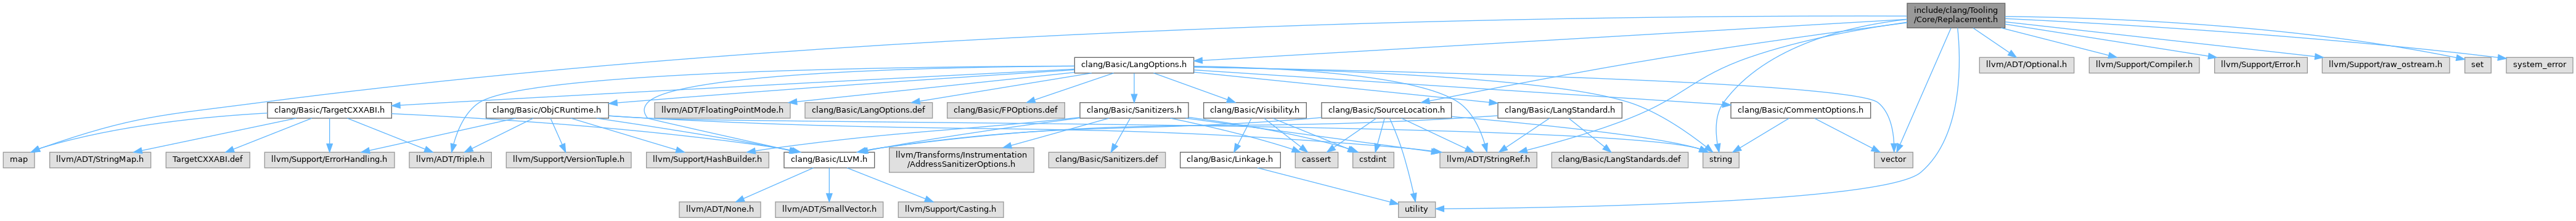 include/clang/Tooling
/Core/Replacement.h
clang/Basic/LangOptions.h
llvm/ADT/Optional.h
llvm/Support/Compiler.h
llvm/Support/Error.h
llvm/Support/raw_ostream.h
set
system_error
clang/Basic/TargetCXXABI.h
clang/Basic/ObjCRuntime.h
llvm/ADT/FloatingPointMode.h
clang/Basic/LangOptions.def
clang/Basic/FPOptions.def
clang/Basic/Sanitizers.h
clang/Basic/Visibility.h
clang/Basic/SourceLocation.h
clang/Basic/LangStandard.h
clang/Basic/CommentOptions.h
map
llvm/ADT/StringMap.h
TargetCXXABI.def
llvm/Support/ErrorHandling.h
llvm/ADT/Triple.h
llvm/Support/VersionTuple.h
llvm/Support/HashBuilder.h
clang/Basic/LLVM.h
llvm/Transforms/Instrumentation
/AddressSanitizerOptions.h
clang/Basic/Sanitizers.def
clang/Basic/Linkage.h
cassert
cstdint
llvm/ADT/StringRef.h
clang/Basic/LangStandards.def
string
vector
llvm/ADT/None.h
llvm/ADT/SmallVector.h
llvm/Support/Casting.h
utility